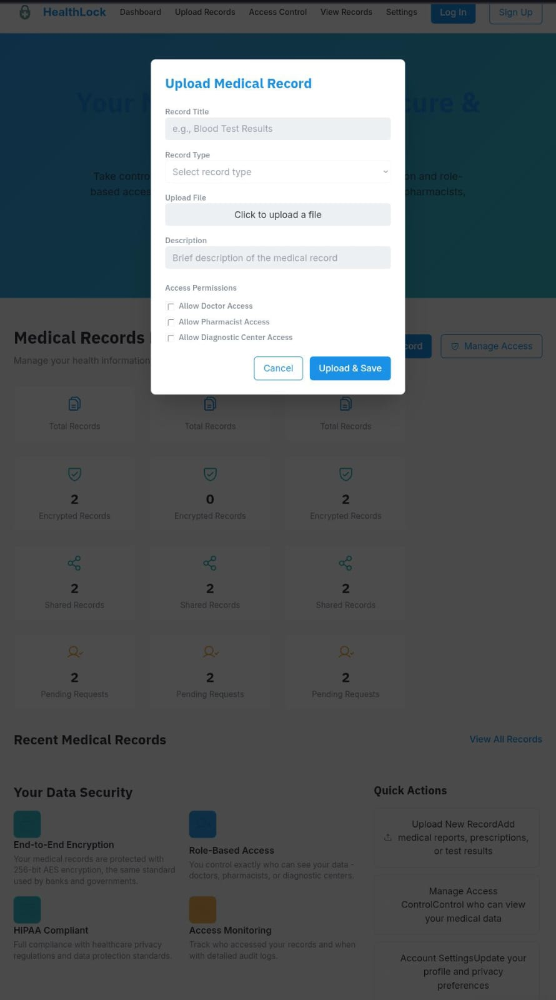 HealthLock Dashboard Upload Records Access Control View Records Settings Log In Sign Up
Your cure &
Take contro on and role-
based acces pharmacists,
Upload Medical Record
Record Title
e.g., Blood Test Results
Record Type
Select record type
Upload File
Click to upload a file
Description
Brief description of the medical record
Access Permissions
Allow Doctor Access
Allow Pharmacist Access
Allow Diagnostic Center Access
Cancel Upload & Save
Medical Records
cord Manage Access
Manage your health information
Total Records Total Records Total Records
2 0 2
Encrypted Records Encrypted Records Encrypted Records
2 2 2
Shared Records Shared Records Shared Records
2 2 2
Pending Requests Pending Requests Pending Requests
Recent Medical Records View All Records
Your Data Security
End-to-End Encryption
Your medical records are protected with
256-bit AES encryption, the same standard
used by banks and governments.
Role-Based Access
You control exactly who can see your data -
doctors, pharmacists, or diagnostic centers.
HIPAA Compliant
Full compliance with healthcare privacy
regulations and data protection standards.
Access Monitoring
Track who accessed your records and when
with detailed audit logs.
Quick Actions
Upload New RecordAdd
medical reports, prescriptions,
or test results
Manage Access
ControlControl who can view
your medical data
Account SettingsUpdate your
profile and privacy
preferences